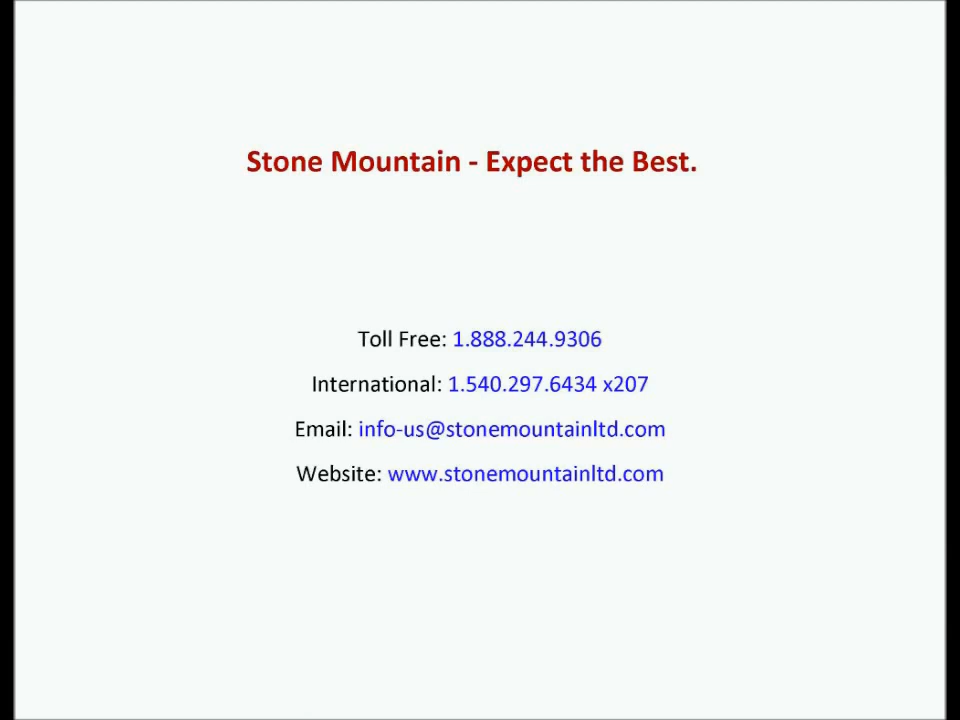 Stone Mountain - Expect the Best.
Toll Free: 1.888.244.9306
International: 1.540.297.6434 x207
Email: info-us@stonemountainltd.com
Website: www.stonemountainltd.com